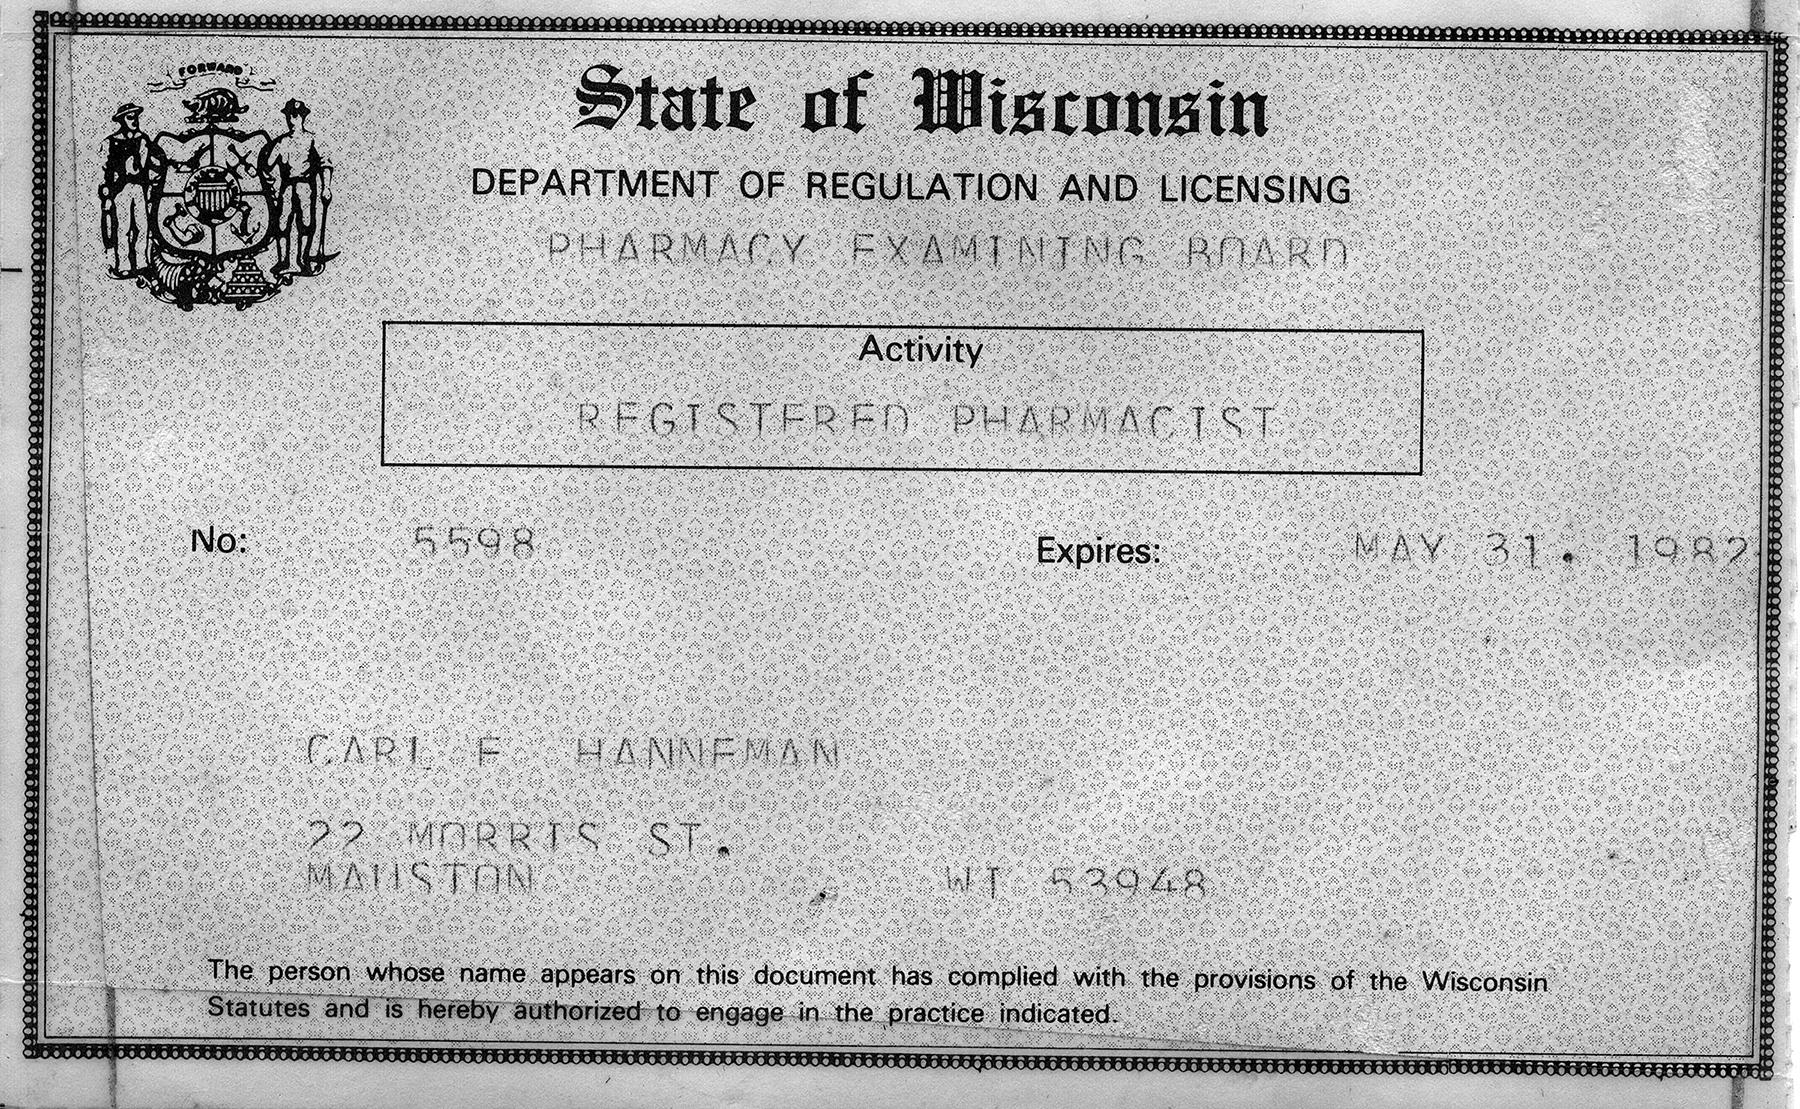 FORWARD
State of Wisconsin
DEPARTMENT OF REGULATION AND LICENSING
PHARMACY EXAMINING BOARD
Activity
REGISTERED PHARMACIST
No: 5598 Expires: MAY 31. 1982
CARL F HANNEMAN
22 MORRIS ST.
MAUSTON , WI 53948
The person whose name appears on this document has complied with the provisions of the Wisconsin
Statutes and is hereby authorized to engage in the practice indicated.